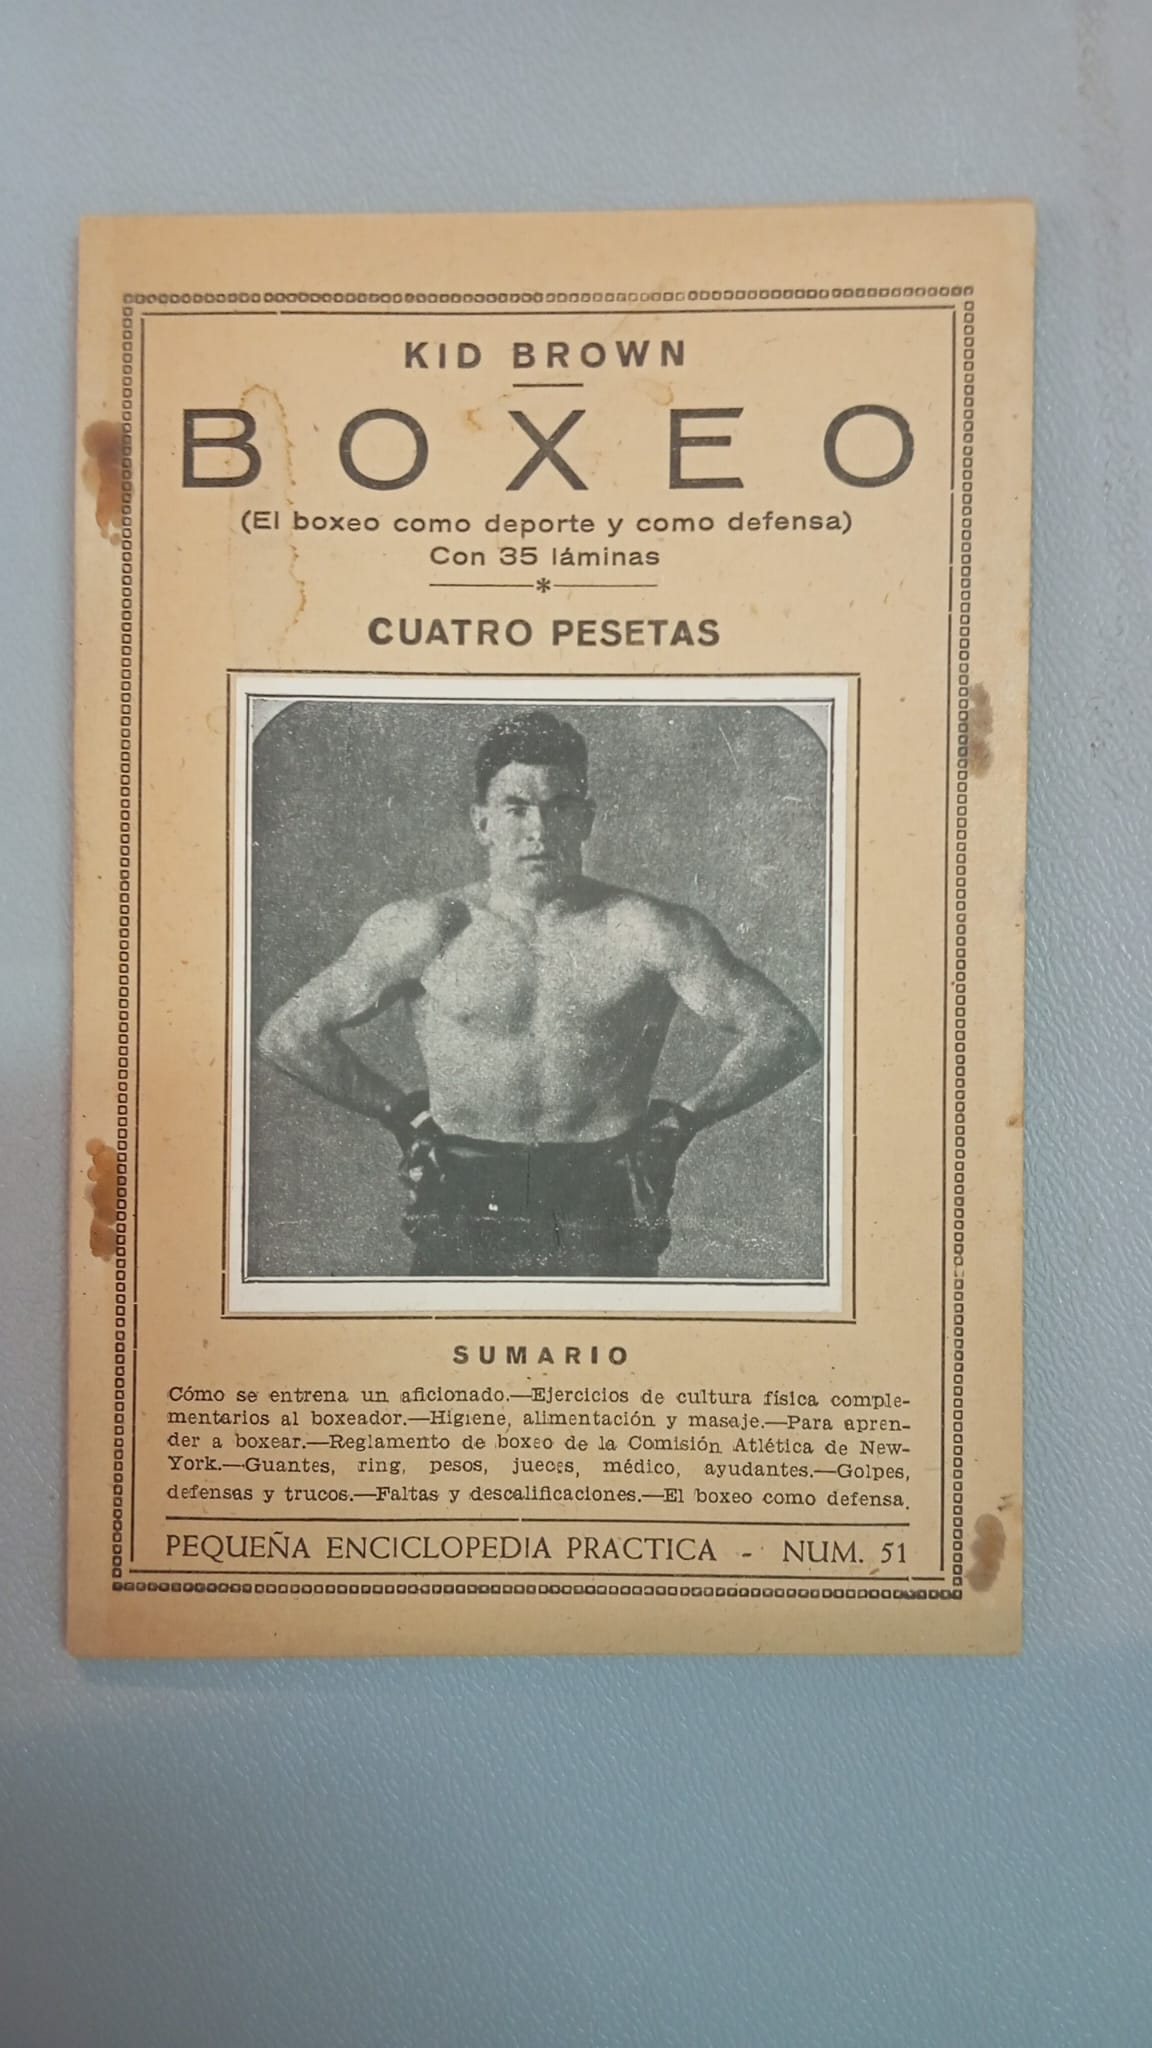 KID BROWN
BOXEO
(El boxeo como deporte y como defensa)
Con 35 láminas
*
CUATRO PESETAS
SUMARIO
Cómo se entrena un aficionado.—Ejercicios de cultura física comple-
mentarios al boxeador.—Higiene, alimentación y masaje.—Para apren-
der a boxear.—Reglamento de boxeo de la Comisión Atlética de New-
York.—Guantes, ring, pesos, jueces, médico, ayudantes.—Golpes,
defensas y trucos.—Faltas y descalificaciones.—El boxeo como defensa.
PEQUEÑA ENCICLOPEDIA PRACTICA - NUM. 51